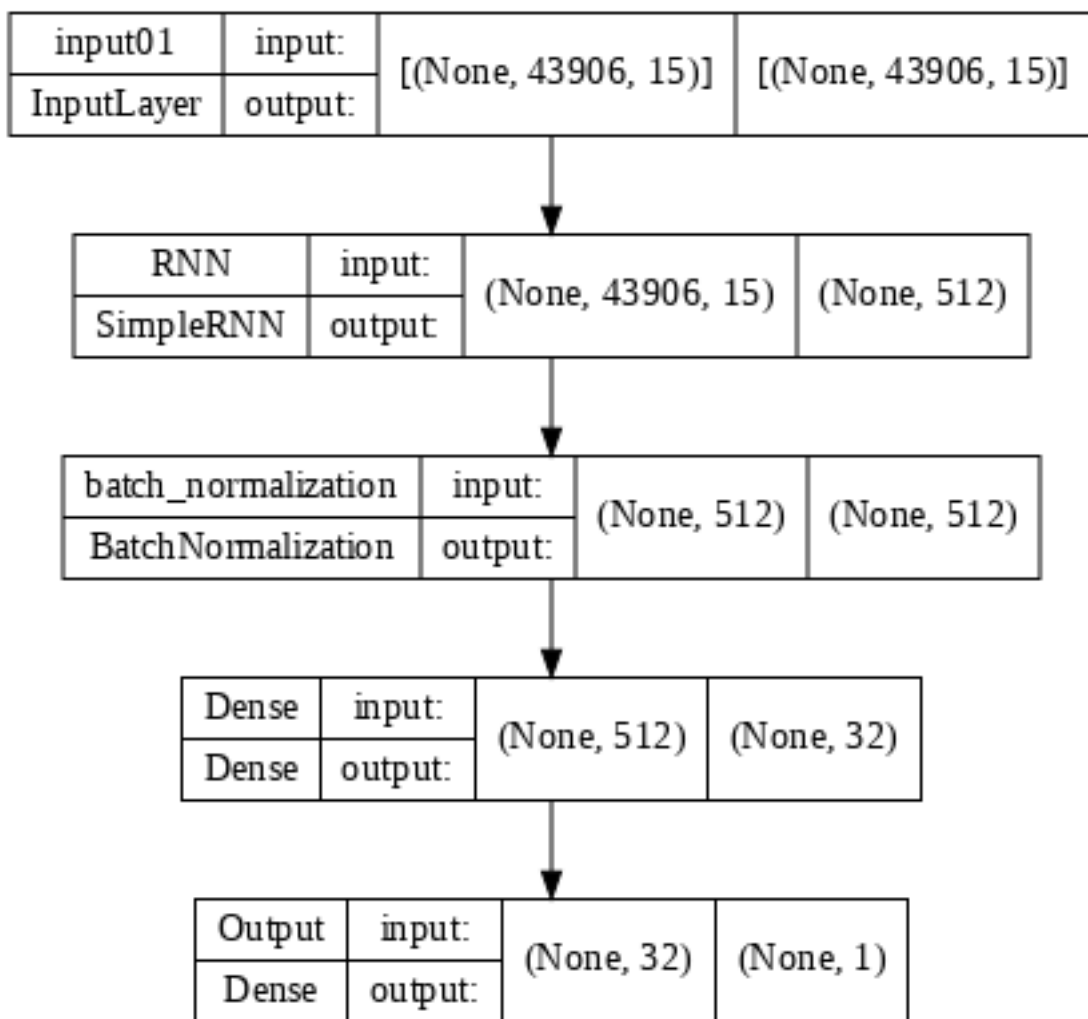 input01 input: [(None, 43906, 15)] [(None, 43906, 15)]
InputLayer output:
RNN input: (None, 43906, 15) (None, 512)
SimpleRNN output:
batch_normalization input: (None, 512) (None, 512)
BatchNormalization output:
Dense input: (None, 512) (None, 32)
Dense output:
Output input: (None, 32) (None, 1)
Dense output: